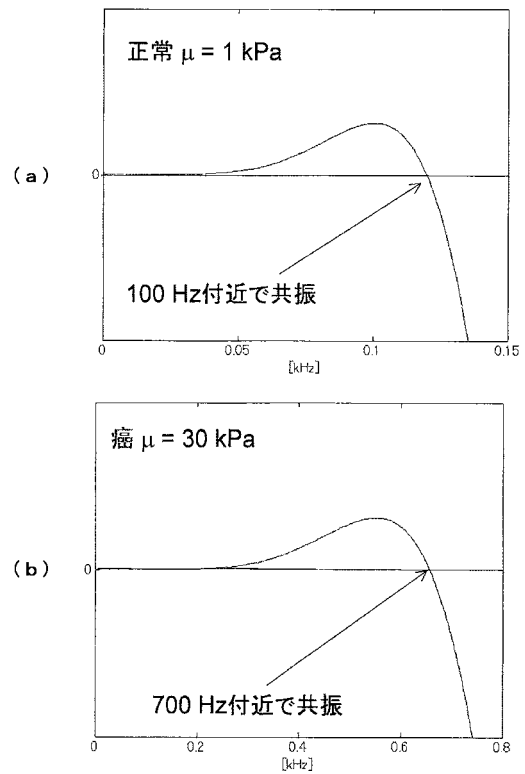 正常 μ = 1 kPa
(a)
0
100 Hz付近で共振
0 0.05 0.1 0.15
[kHz]
癌 μ = 30 kPa
(b)
0
700 Hz付近で共振
0 0.2 0.4 0.6 0.8
[kHz]